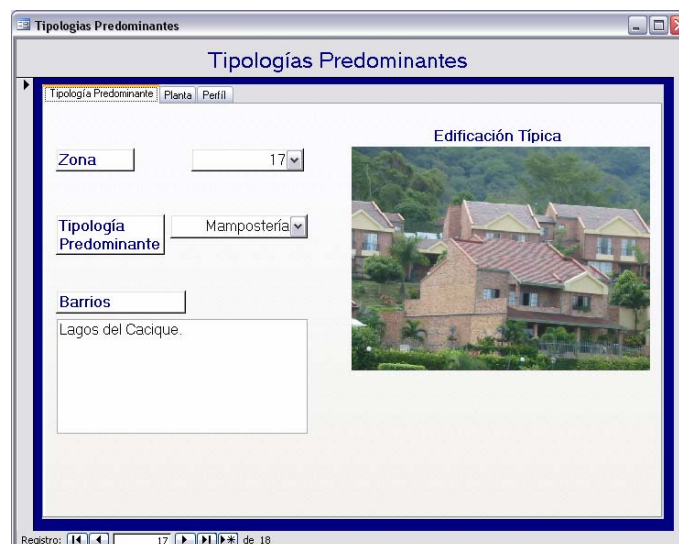 Tipologias Predominantes
Tipologías Predominantes
Tipología Predominante Planta Perfíl
Edificación Típica
Zona 17
Tipología Predominante Mampostería
Barrios
Lagos del Cacique.
Registro: 17 de 18